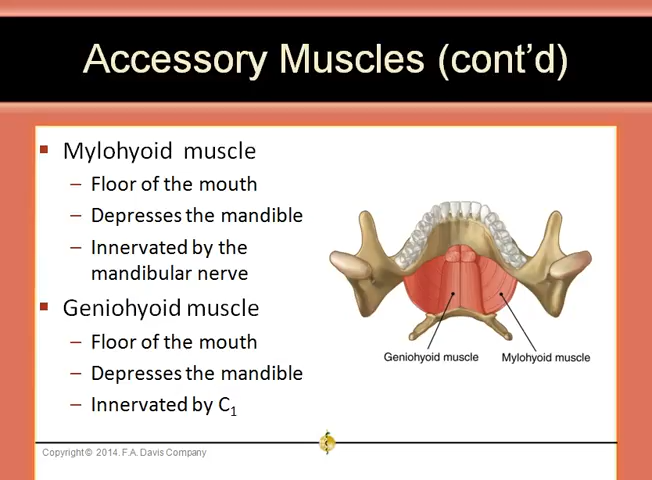 Accessory Muscles (cont’d)
Mylohyoid muscle
– Floor of the mouth
– Depresses the mandible
– Innervated by the
mandibular nerve
Geniohyoid muscle
– Floor of the mouth
– Depresses the mandible
– Innervated by C1
Geniohyoid muscle
Mylohyoid muscle
Copyright © 2014. F.A. Davis Company